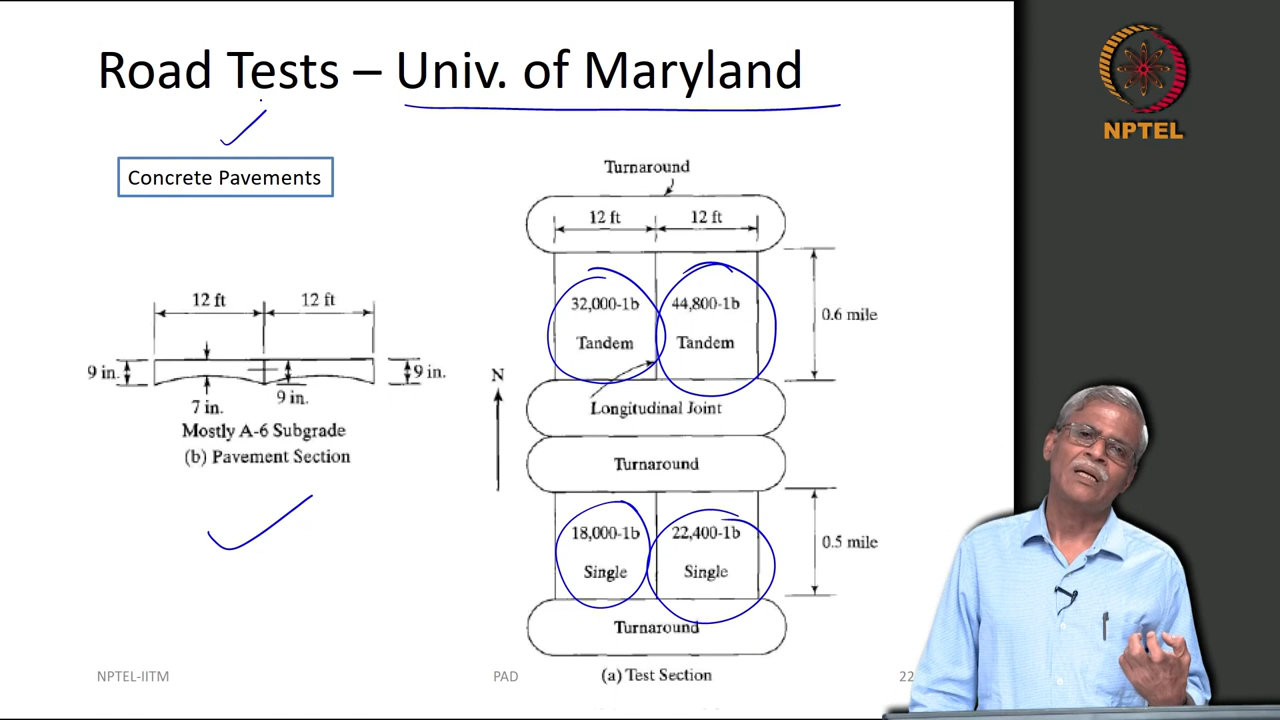 Road Tests – Univ. of Maryland
NPTEL
Concrete Pavements
12 ft 12 ft
9 in. 9 in.
7 in. 9 in.
Mostly A-6 Subgrade
(b) Pavement Section
Turnaround
12 ft 12 ft
32,000-1b 44,800-1b
Tandem Tandem
0.6 mile
N
Longitudinal Joint
Turnaround
18,000-1b 22,400-1b
Single Single
0.5 mile
Turnaround
(a) Test Section
NPTEL-IITM PAD 22